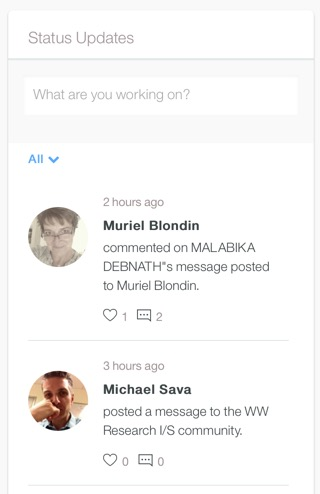 Status Updates
What are you working on?
All
2 hours ago
Muriel Blondin
commented on MALABIKA
DEBNATH"s message posted
to Muriel Blondin.
1 2
3 hours ago
Michael Sava
posted a message to the WW
Research I/S community.
0 0